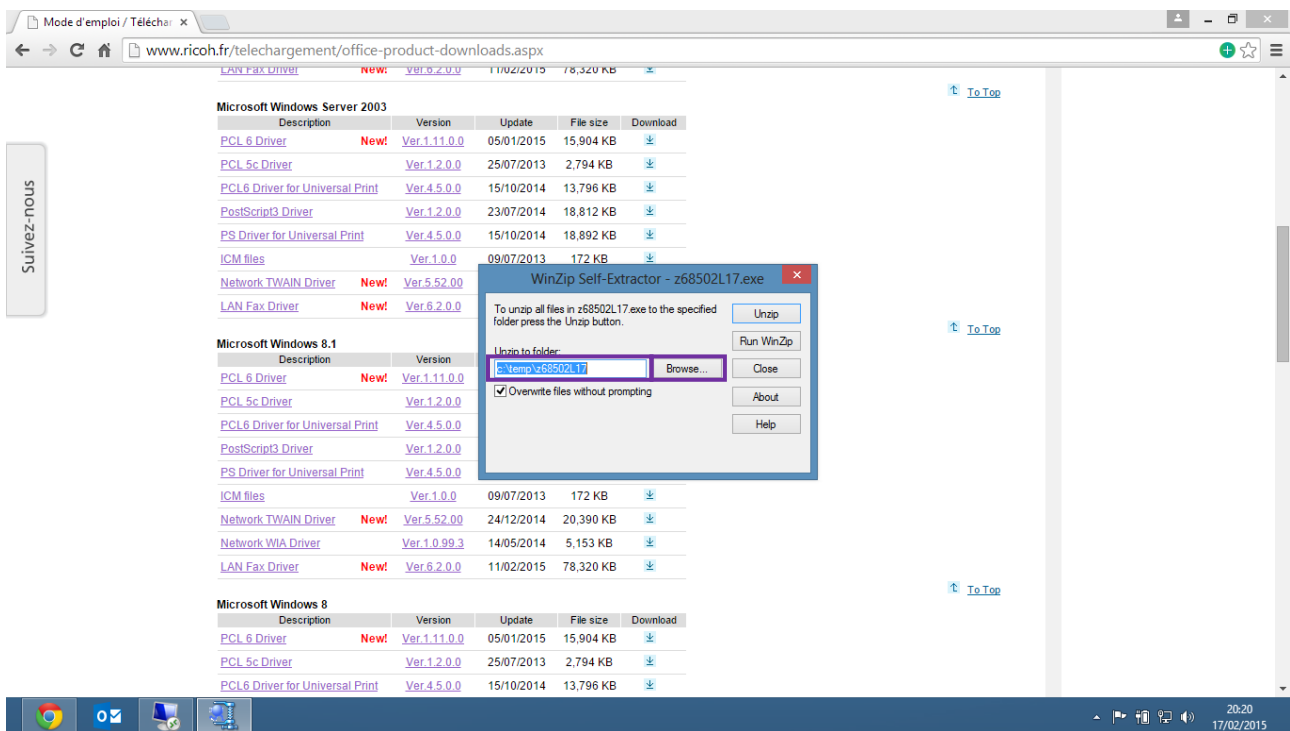 Mode d'emploi / Téléchar
www.ricoh.fr/telechargement/office-product-downloads.aspx
LAN Fax Driver New! Ver.6.2.0.0 11/02/2015 78,320 KB
To Top
Microsoft Windows Server 2003
Description Version Update File size Download
PCL 6 Driver New! Ver.1.11.0.0 05/01/2015 15,904 KB
PCL 5c Driver Ver.1.2.0.0 25/07/2013 2,794 KB
PCL6 Driver for Universal Print Ver.4.5.0.0 15/10/2014 13,796 KB
PostScript3 Driver Ver.1.2.0.0 23/07/2014 18,812 KB
PS Driver for Universal Print Ver.4.5.0.0 15/10/2014 18,892 KB
ICM files Ver.1.0.0 09/07/2013 172 KB
Network TWAIN Driver New! Ver.5.52.00
LAN Fax Driver New! Ver.6.2.0.0
Suivez-nous
WinZip Self-Extractor - z68502L17.exe
To unzip all files in z68502L17.exe to the specified
folder press the Unzip button.
Unzip to folder:
c:\temp\z68502L17
Browse...
Overwrite files without prompting
Unzip
Run WinZip
Close
About
Help
To Top
Microsoft Windows 8.1
Description Version
PCL 6 Driver New! Ver.1.11.0.0
PCL 5c Driver Ver.1.2.0.0
PCL6 Driver for Universal Print Ver.4.5.0.0
PostScript3 Driver Ver.1.2.0.0
PS Driver for Universal Print Ver.4.5.0.0
ICM files Ver.1.0.0 09/07/2013 172 KB
Network TWAIN Driver New! Ver.5.52.00 24/12/2014 20,390 KB
Network WIA Driver Ver.1.0.99.3 14/05/2014 5,153 KB
LAN Fax Driver New! Ver.6.2.0.0 11/02/2015 78,320 KB
To Top
Microsoft Windows 8
Description Version Update File size Download
PCL 6 Driver New! Ver.1.11.0.0 05/01/2015 15,904 KB
PCL 5c Driver Ver.1.2.0.0 25/07/2013 2,794 KB
PCL6 Driver for Universal Print Ver.4.5.0.0 15/10/2014 13,796 KB
20:20
17/02/2015